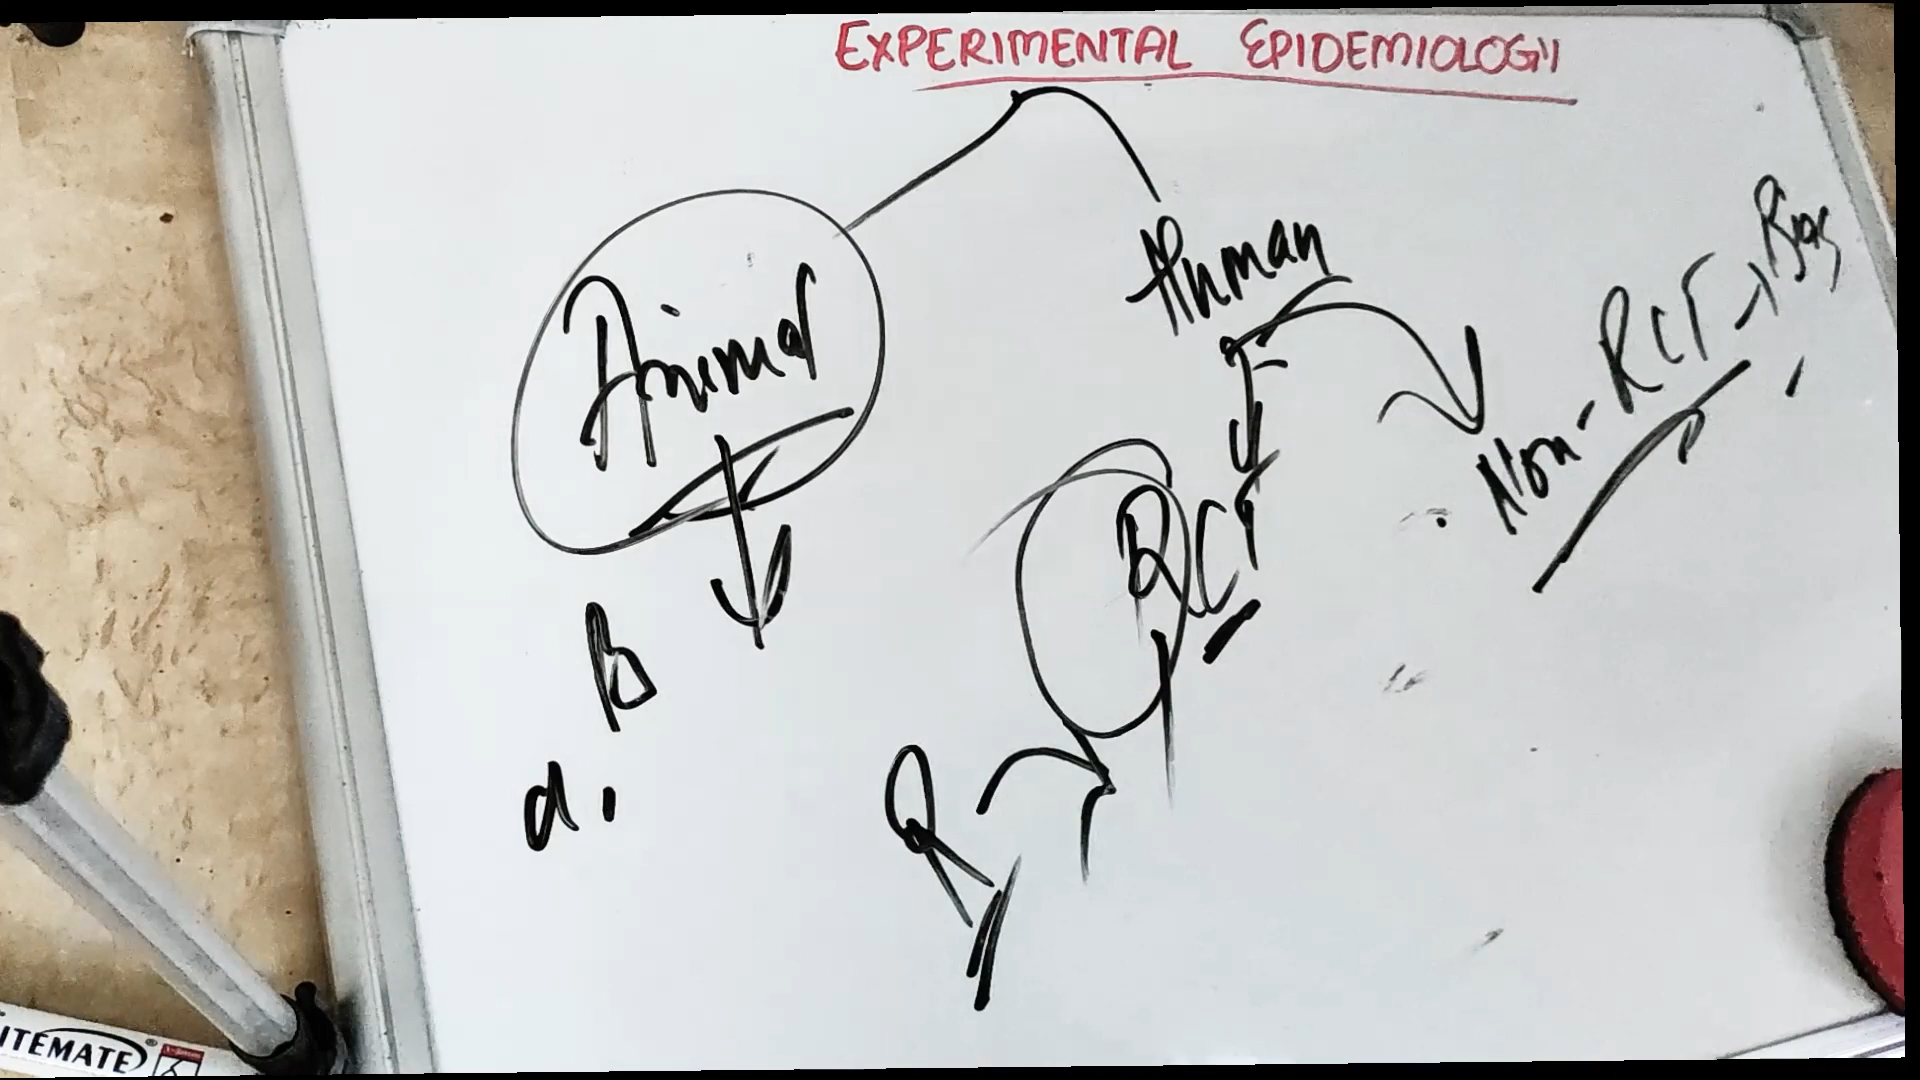 EXPERIMENTAL EPIDEMIOLOGY
Animal
Human
RCT
Non-RCT→Bias
B
d.
R
ITEMATE